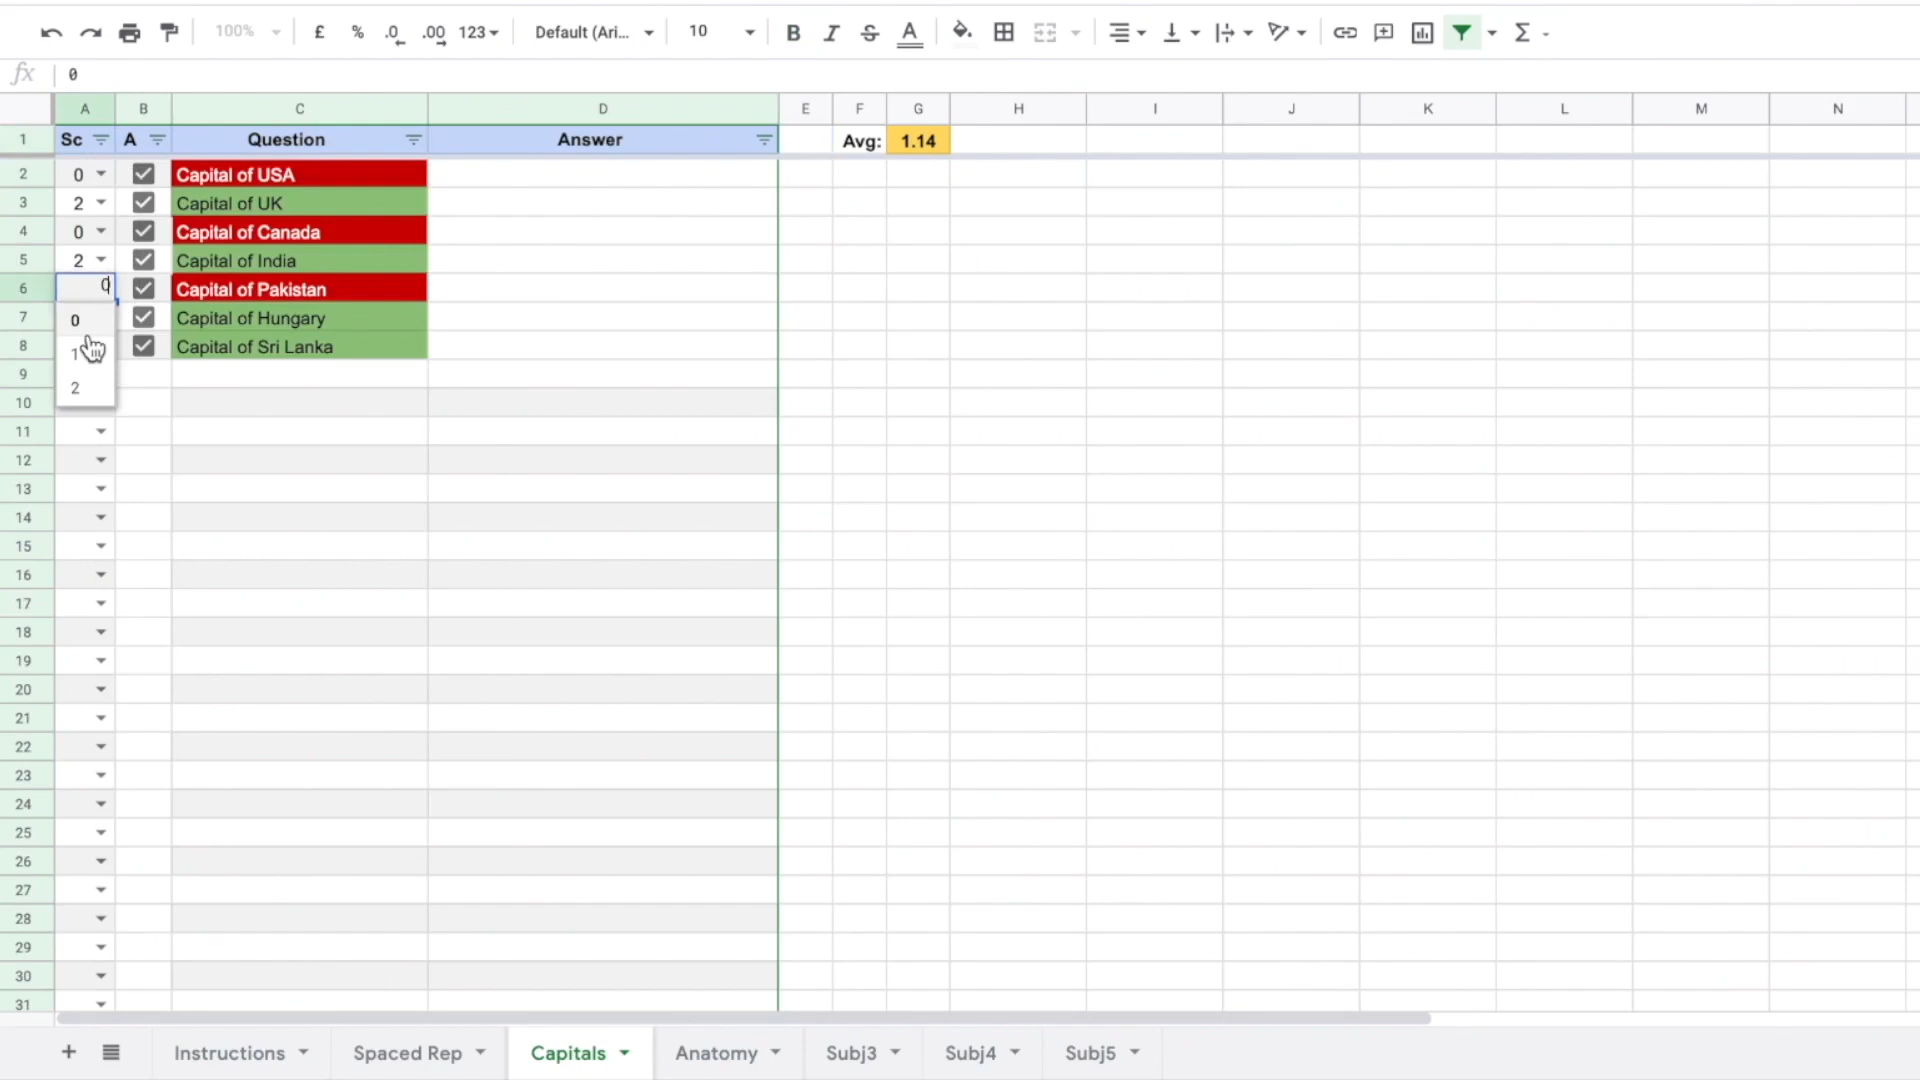 100% £ % .0 .00 123 Default (Ari... 10 B I S A Σ
fx 0
A B C D E F G H I J K L M N
1 Sc A Question Answer Avg: 1.14
2 0 Capital of USA
3 2 Capital of UK
4 0 Capital of Canada
5 2 Capital of India
6 0 Capital of Pakistan
7 0 Capital of Hungary
8 1 Capital of Sri Lanka
9 2
10
11
12
13
14
15
16
17
18
19
20
21
22
23
24
25
26
27
28
29
30
31
+ Instructions Spaced Rep Capitals Anatomy Subj3 Subj4 Subj5